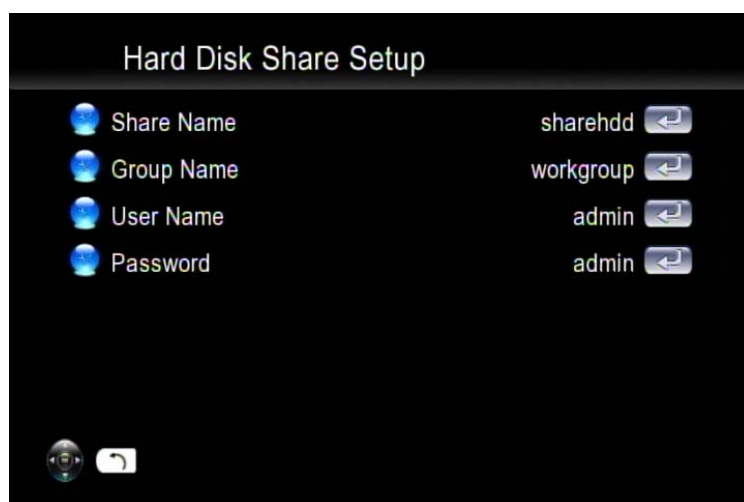 Hard Disk Share Setup
Share Name sharehdd
Group Name workgroup
User Name admin
Password admin